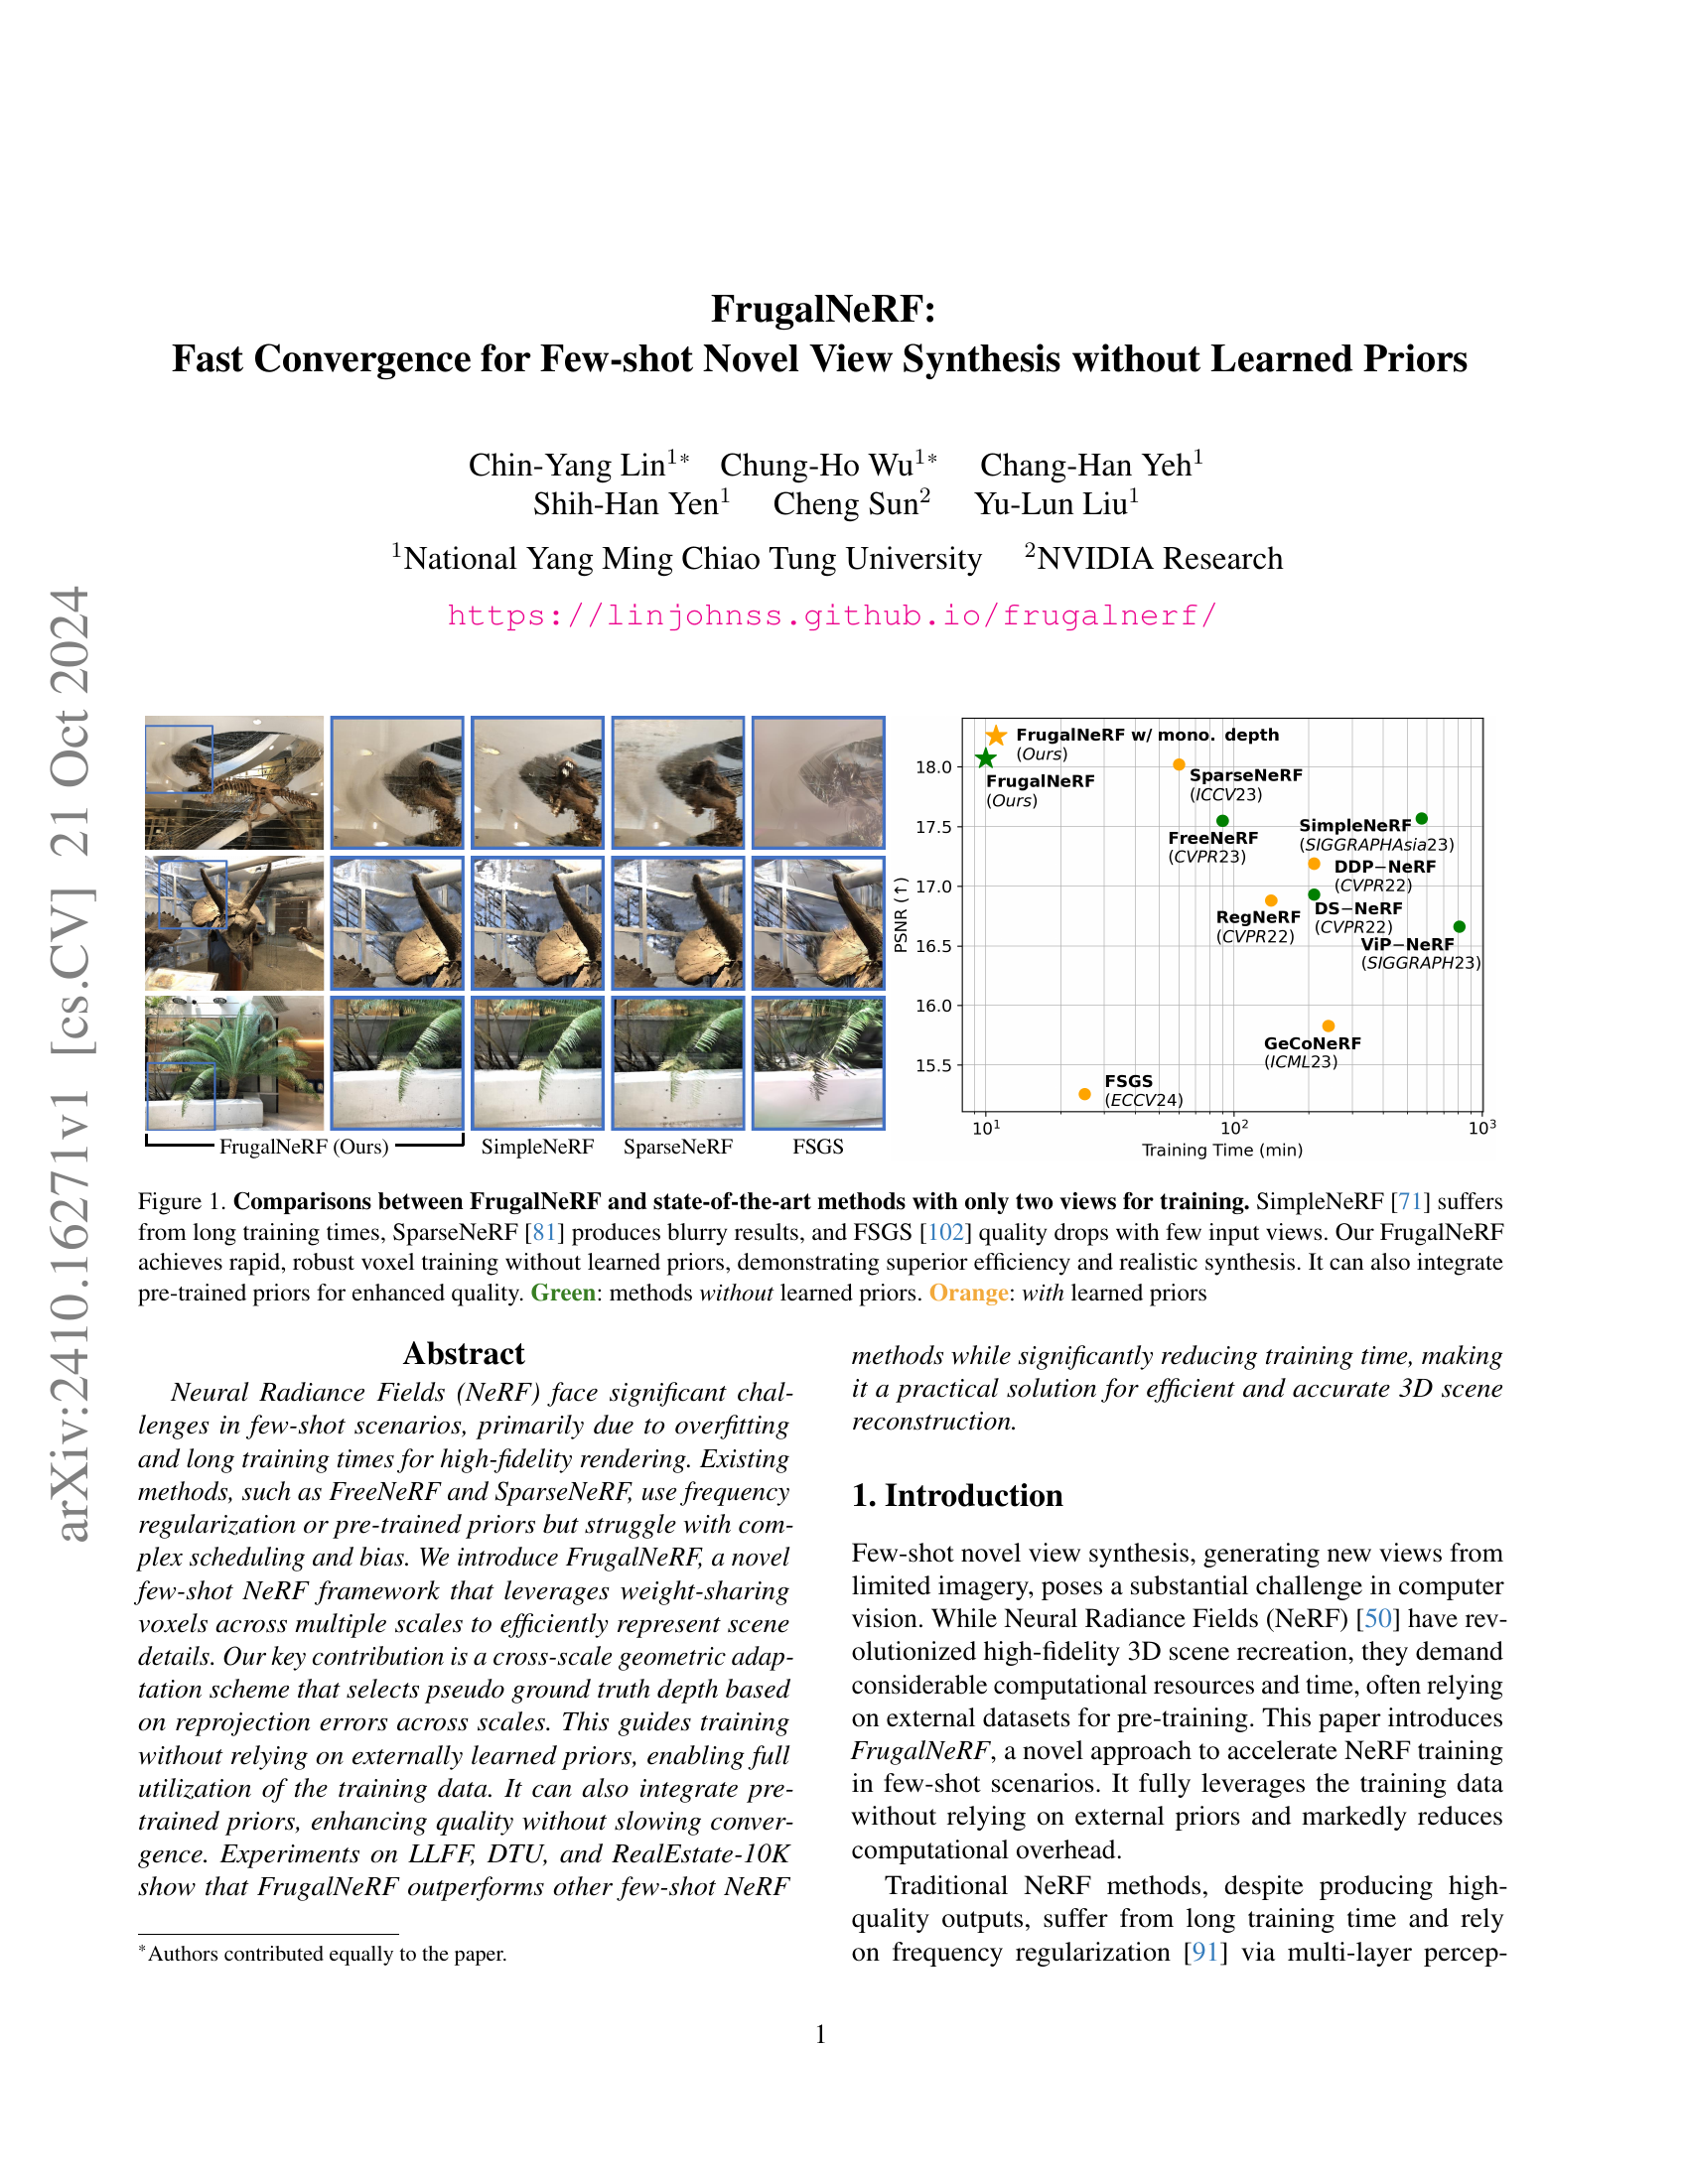 arXiv:2410.16271v1 [cs.CV] 21 Oct 2024
FrugalNeRF:
Fast Convergence for Few-shot Novel View Synthesis without Learned Priors
Chin-Yang Lin1* Chung-Ho Wu1* Chang-Han Yeh1
Shih-Han Yen1 Cheng Sun2 Yu-Lun Liu1
1National Yang Ming Chiao Tung University 2NVIDIA Research
https://linjohnss.github.io/frugalnerf/
FrugalNeRF (Ours) SimpleNeRF SparseNeRF FSGS
PSNR (↑)
18.0
17.5
17.0
16.5
16.0
15.5
FrugalNeRF w/ mono. depth
(Ours)
FrugalNeRF
(Ours)
SparseNeRF
(ICCV23)
FreeNeRF
(CVPR23)
SimpleNeRF
(SIGGRAPHAsia23)
DDP−NeRF
(CVPR22)
RegNeRF
(CVPR22)
DS−NeRF
(CVPR22)
ViP−NeRF
(SIGGRAPH23)
GeCoNeRF
(ICML23)
FSGS
(ECCV24)
10^1 10^2 10^3
Training Time (min)
Figure 1. Comparisons between FrugalNeRF and state-of-the-art methods with only two views for training. SimpleNeRF [71] suffers
from long training times, SparseNeRF [81] produces blurry results, and FSGS [102] quality drops with few input views. Our FrugalNeRF
achieves rapid, robust voxel training without learned priors, demonstrating superior efficiency and realistic synthesis. It can also integrate
pre-trained priors for enhanced quality. Green: methods without learned priors. Orange: with learned priors
Abstract
Neural Radiance Fields (NeRF) face significant chal-
lenges in few-shot scenarios, primarily due to overfitting
and long training times for high-fidelity rendering. Existing
methods, such as FreeNeRF and SparseNeRF, use frequency
regularization or pre-trained priors but struggle with com-
plex scheduling and bias. We introduce FrugalNeRF, a novel
few-shot NeRF framework that leverages weight-sharing
voxels across multiple scales to efficiently represent scene
details. Our key contribution is a cross-scale geometric adap-
tation scheme that selects pseudo ground truth depth based
on reprojection errors across scales. This guides training
without relying on externally learned priors, enabling full
utilization of the training data. It can also integrate pre-
trained priors, enhancing quality without slowing conver-
gence. Experiments on LLFF, DTU, and RealEstate-10K
show that FrugalNeRF outperforms other few-shot NeRF
*Authors contributed equally to the paper.
methods while significantly reducing training time, making
it a practical solution for efficient and accurate 3D scene
reconstruction.
1. Introduction
Few-shot novel view synthesis, generating new views from
limited imagery, poses a substantial challenge in computer
vision. While Neural Radiance Fields (NeRF) [50] have rev-
olutionized high-fidelity 3D scene recreation, they demand
considerable computational resources and time, often relying
on external datasets for pre-training. This paper introduces
FrugalNeRF, a novel approach to accelerate NeRF training
in few-shot scenarios. It fully leverages the training data
without relying on external priors and markedly reduces
computational overhead.
Traditional NeRF methods, despite producing high-
quality outputs, suffer from long training time and rely
on frequency regularization [91] via multi-layer percep-
1